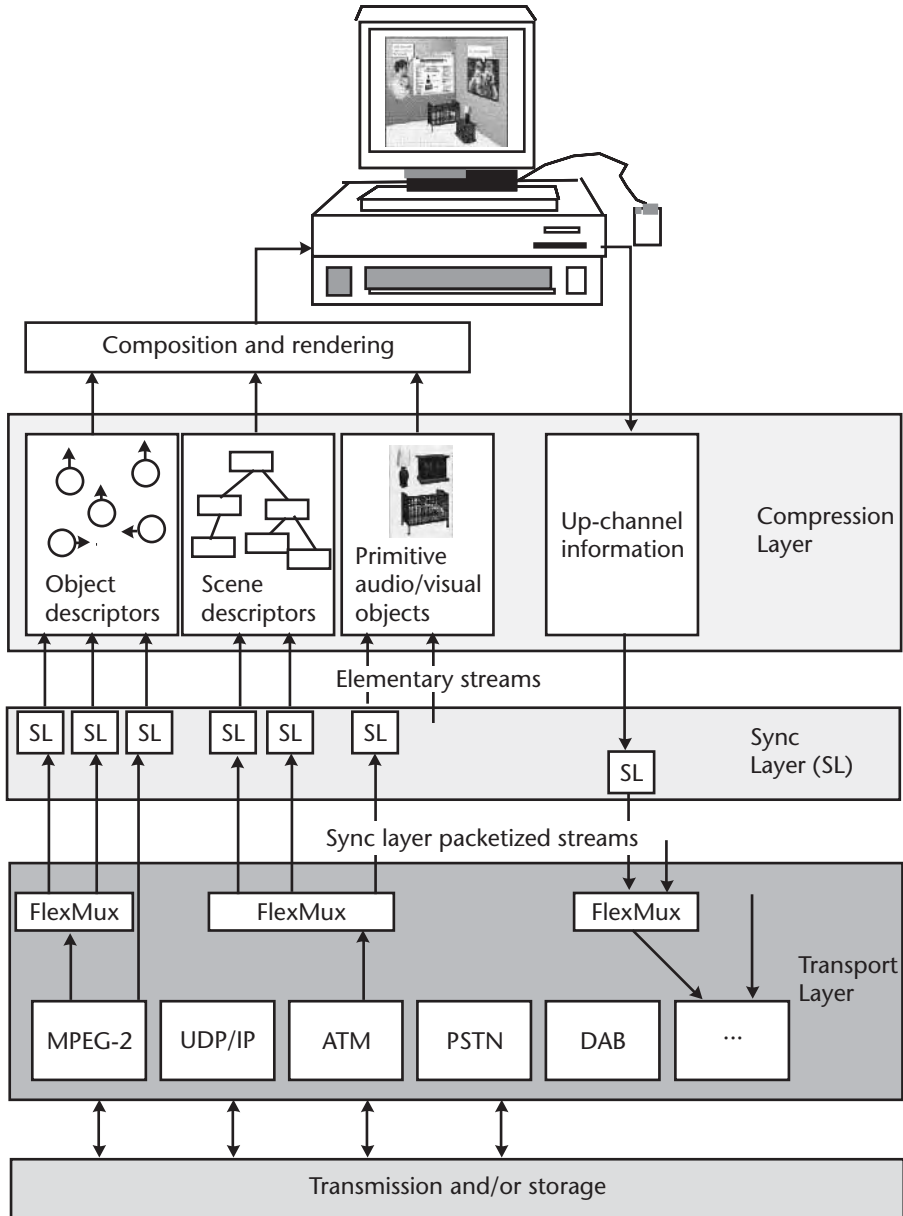 Composition and rendering
Object
descriptors
Scene
descriptors
Primitive
audio/visual
objects
Up-channel
information
Compression
Layer
Elementary streams
SL
SL
SL
SL
SL
SL
SL
Sync
Layer (SL)
Sync layer packetized streams
FlexMux
FlexMux
FlexMux
Transport
Layer
MPEG-2
UDP/IP
ATM
PSTN
DAB
...
Transmission and/or storage